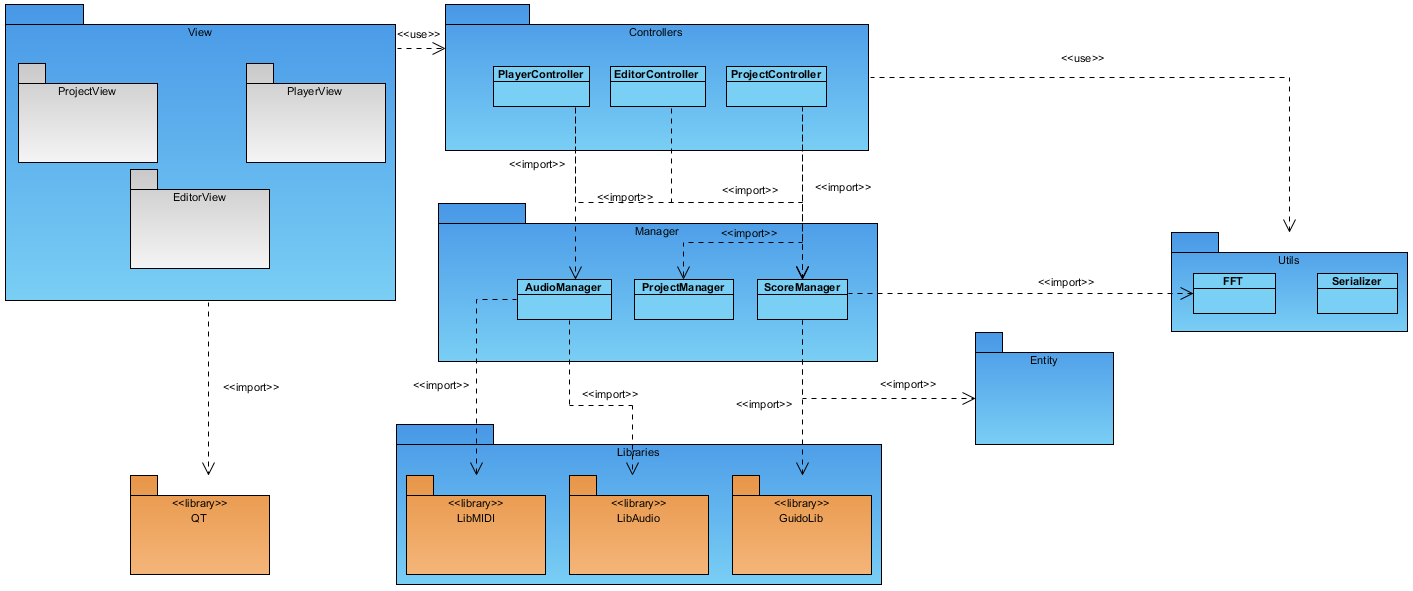 View
<<use>>
Controllers
<<use>>
PlayerController
EditorController
ProjectController
ProjectView
PlayerView
<<import>>
<<import>>
<<import>>
<<import>>
EditorView
Manager
<<import>>
Utils
AudioManager
ProjectManager
ScoreManager
<<import>>
FFT
Serializer
Entity
<<import>>
<<import>>
<<import>>
<<import>>
<<import>>
Libraries
<<library>>
QT
<<library>>
LibMIDI
<<library>>
LibAudio
<<library>>
GuidoLib